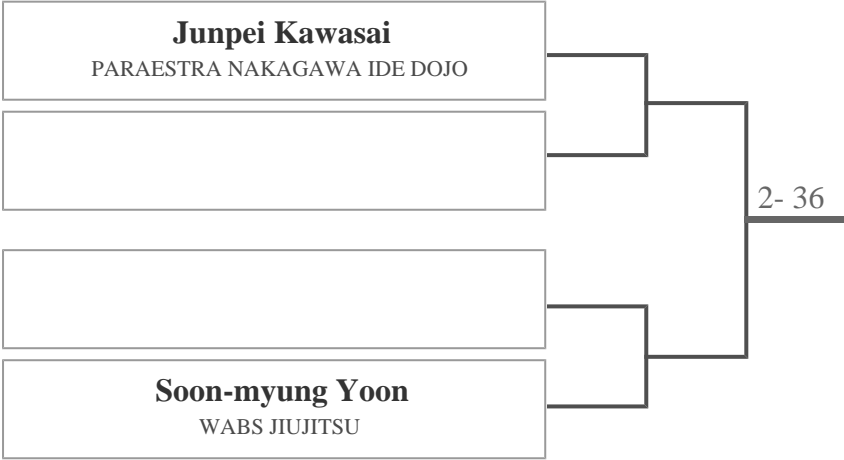 Junpei Kawasai
PARAESTRA NAKAGAWA IDE DOJO
2- 36
Soon-myung Yoon
WABS JIUJITSU